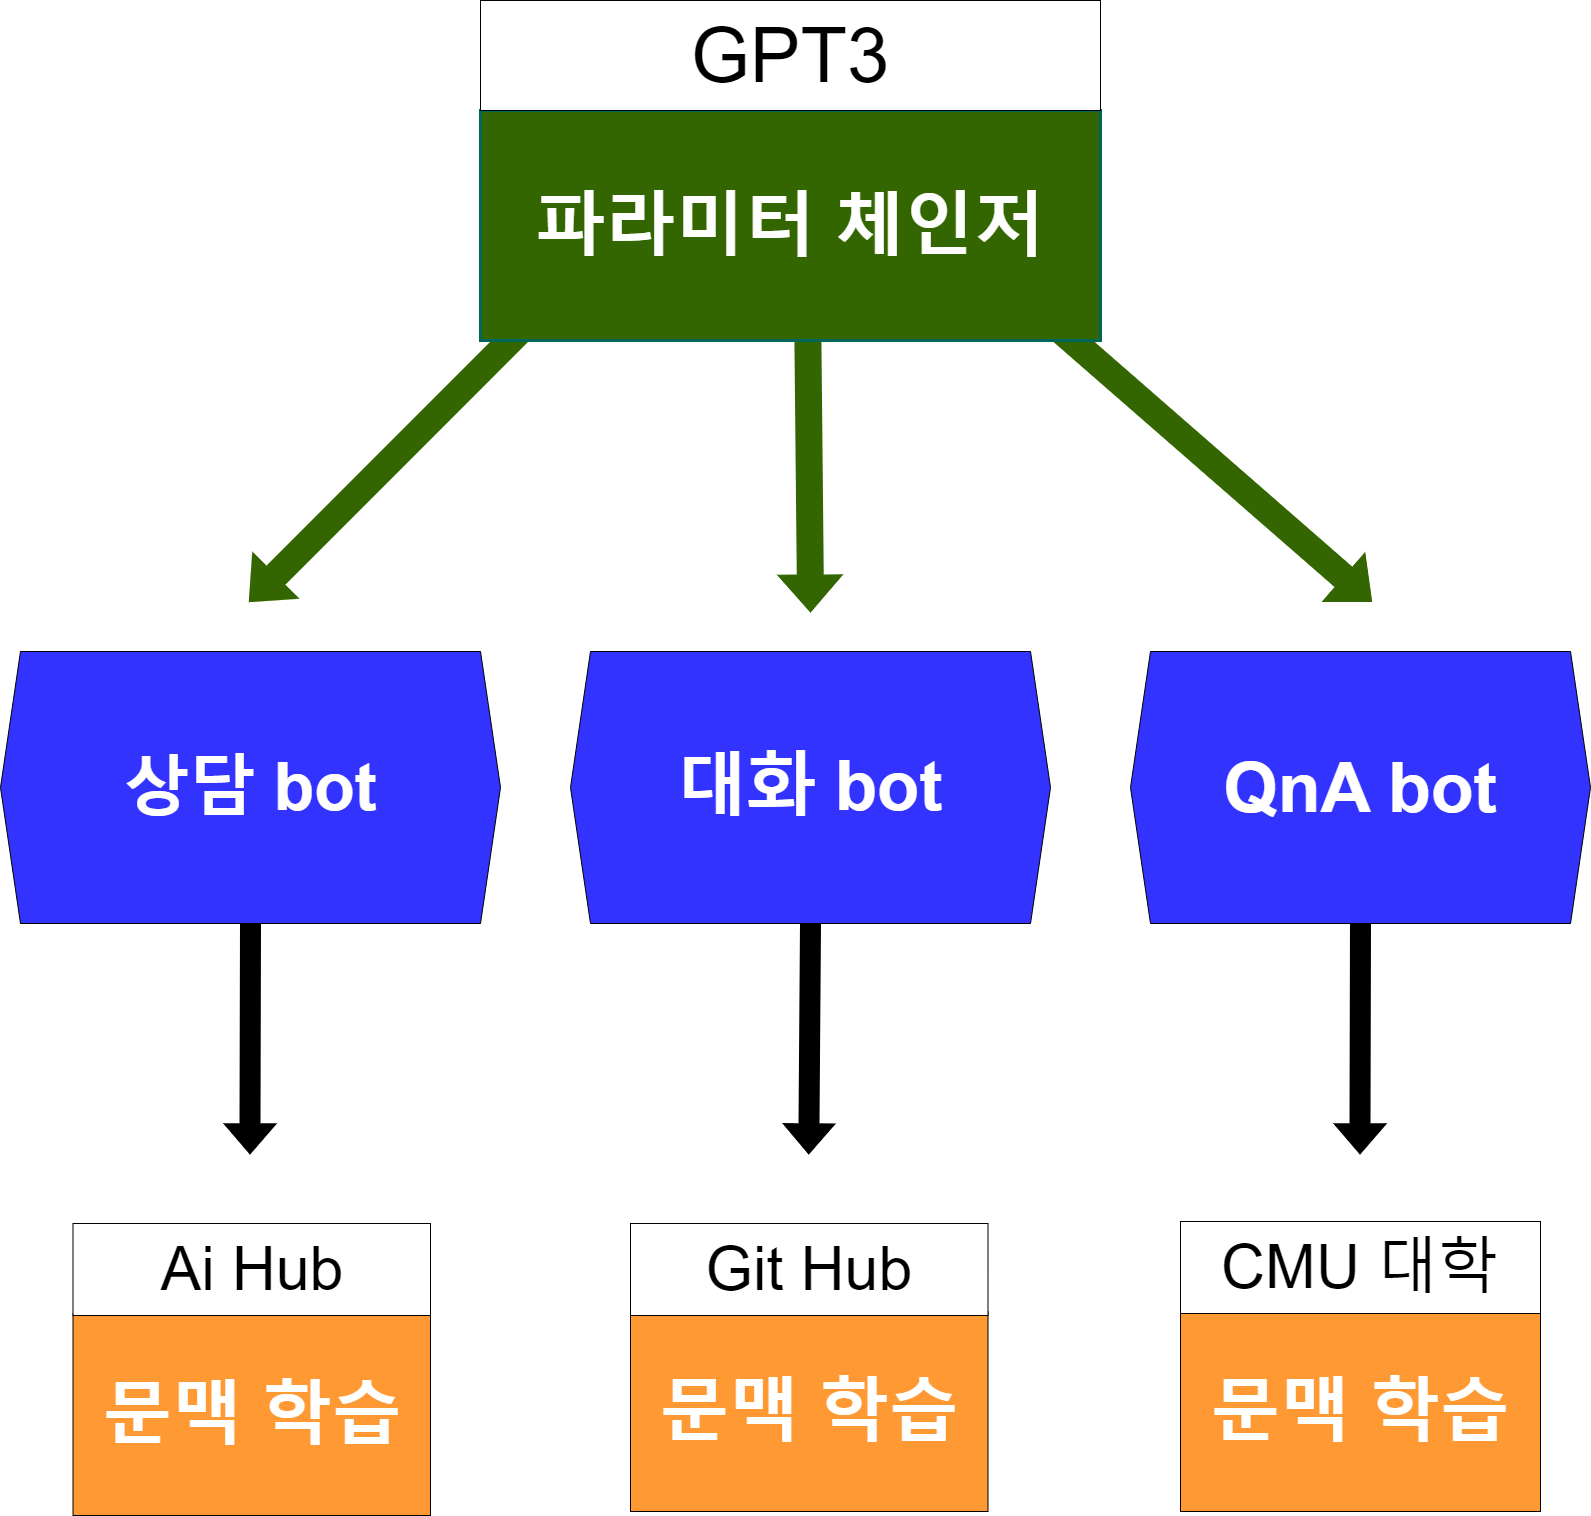 GPT3
파라미터 체인저
상담 bot
대화 bot
QnA bot
Ai Hub
문맥 학습
Git Hub
문맥 학습
CMU 대학
문맥 학습